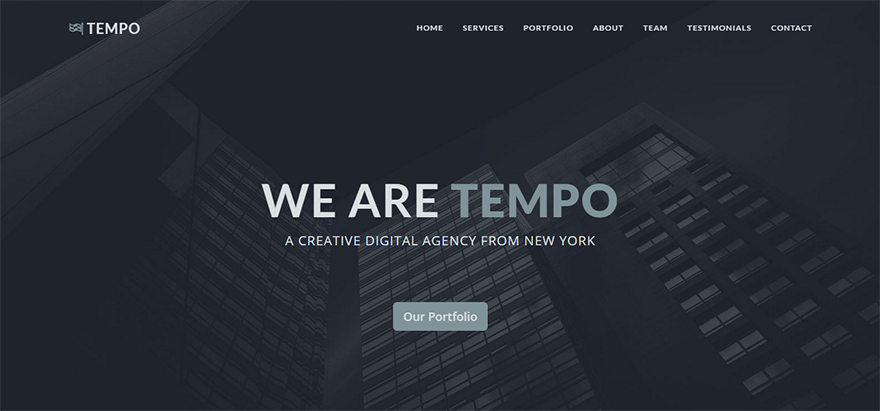 TEMPO
HOME SERVICES PORTFOLIO ABOUT TEAM TESTIMONIALS CONTACT
WE ARE TEMPO
A CREATIVE DIGITAL AGENCY FROM NEW YORK
Our Portfolio